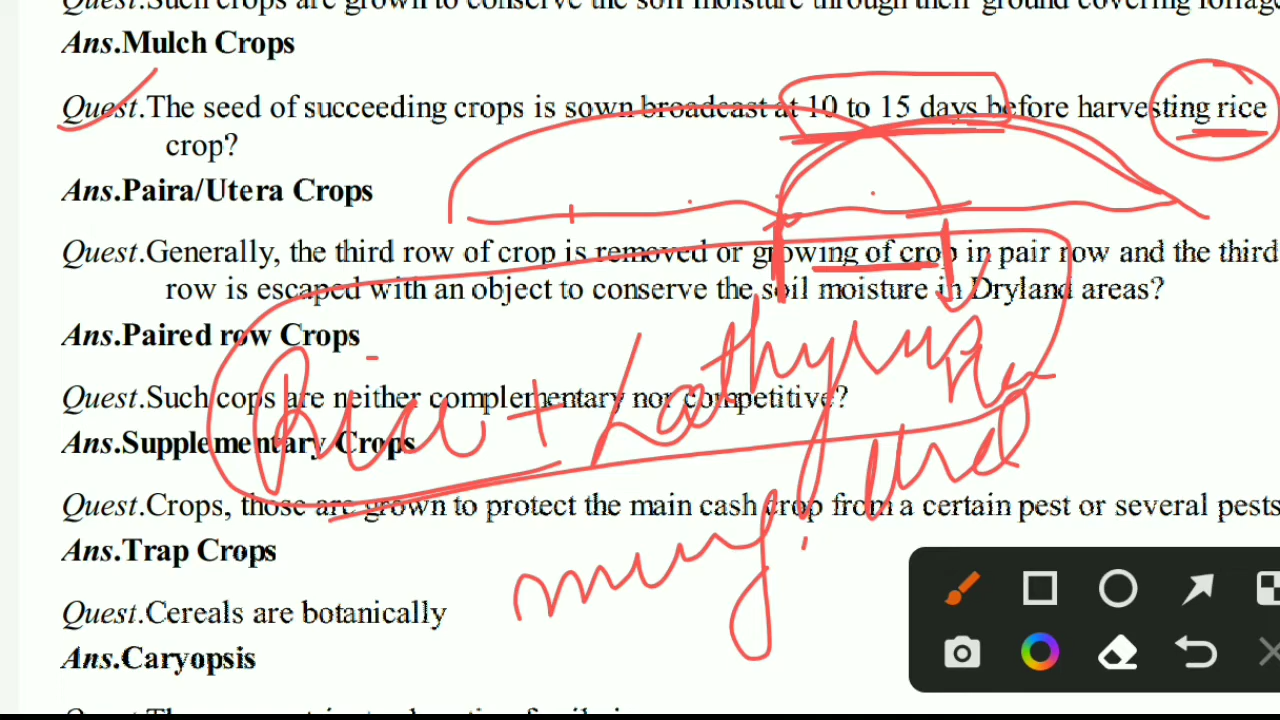 Quest.Such crops are grown to conserve the soil moisture through their ground covering foliage
Ans.Mulch Crops
Quest.The seed of succeeding crops is sown broadcast at 10 to 15 days before harvesting rice
crop?
Ans.Paira/Utera Crops
Quest.Generally, the third row of crop is removed or growing of crop in pair row and the third
row is escaped with an object to conserve the soil moisture in Dryland areas?
Ans.Paired row Crops
Quest.Such cops are neither complementary nor competitive?
Ans.Supplementary Crops
Rice + Lathyrus
Urd
Quest.Crops, those are grown to protect the main cash crop from a certain pest or several pests
Ans.Trap Crops
mung
Quest.Cereals are botanically
Ans.Caryopsis